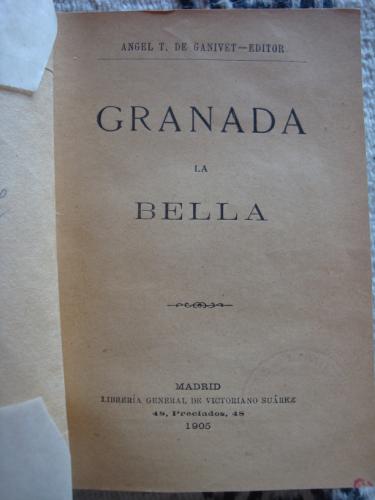 ANGEL T. DE GANIVET—EDITOR
GRANADA
LA
BELLA
MADRID
LIBRERÍA GENERAL DE VICTORIANO SUÁREZ
48, Preciados, 48
1905